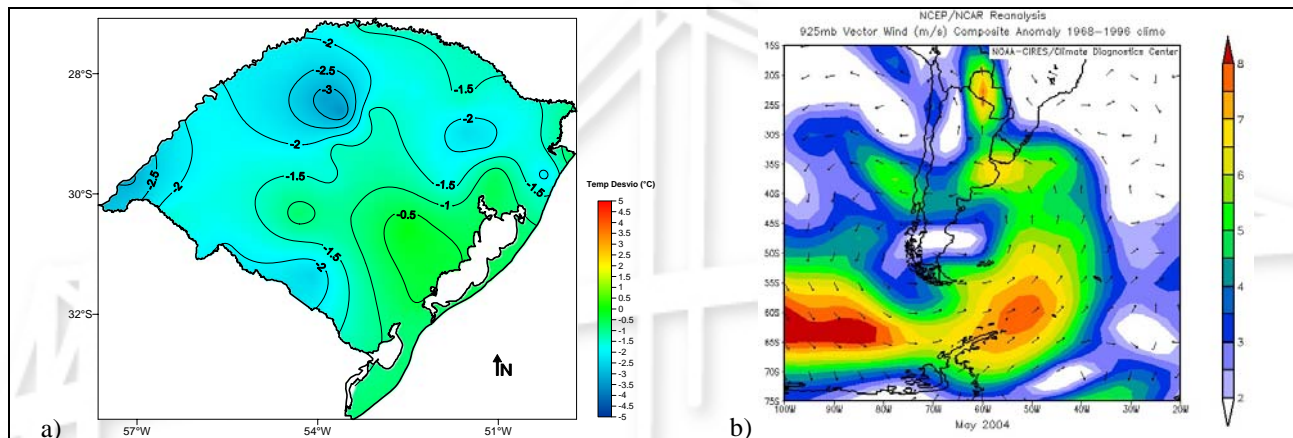 28°S
30°S
32°S
57°W
54°W
51°W
-2
-2.5
-3
-2
-1.5
-2
-2.5
-2
-1.5
-1
-1.5
-0.5
-1.5
-2
Temp Desvio (°C)
5
4.5
4
3.5
3
2.5
2
1.5
1
0.5
0
-0.5
-1
-1.5
-2
-2.5
-3
-3.5
-4
-4.5
-5
N
a)
NCEP/NCAR Reanalysis
925mb Vector Wind (m/s) Composite Anomaly 1968-1996 climo
NOAA-CIRES/Climate Diagnostics Center
15S
20S
25S
30S
35S
40S
45S
50S
55S
60S
65S
70S
75S
100W
90W
80W
70W
60W
50W
40W
30W
20W
May 2004
8
7
6
5
4
3
2
b)